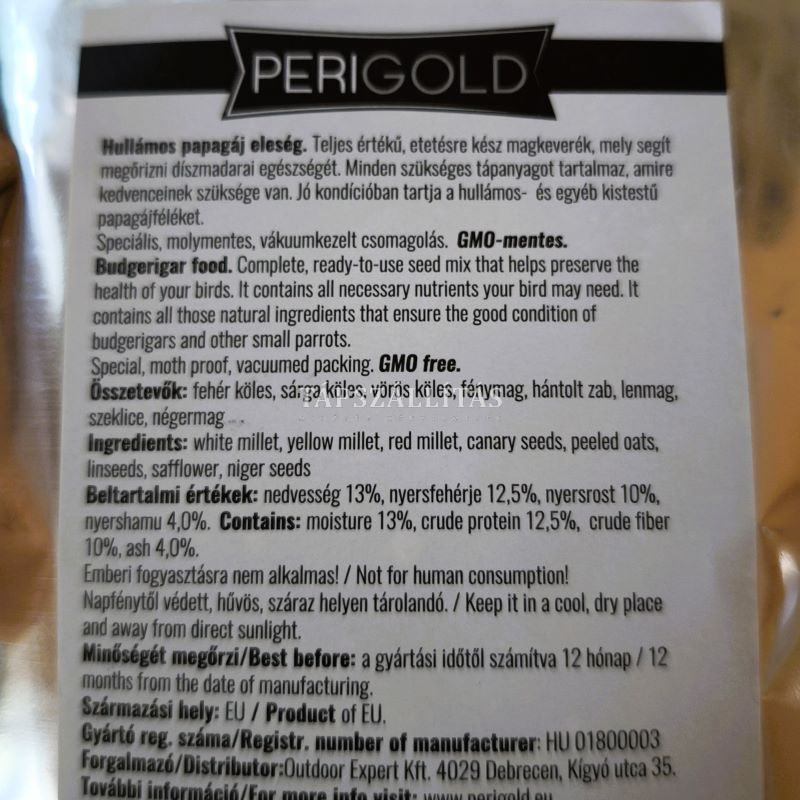 PERIGOLD
Hullámos papagáj eleség. Teljes értékű, etetésre kész magkeverék, mely segít
megőrizni díszmadarai egészségét. Minden szükséges tápanyagot tartalmaz, amire
kedvenceinek szüksége van. Jó kondícióban tartja a hullámos- és egyéb kistestű
papagájféléket.
Speciális, molymentes, vákuumkezelt csomagolás. GMO-mentes.
Budgerigar food. Complete, ready-to-use seed mix that helps preserve the
health of your birds. It contains all necessary nutrients your bird may need. It
contains all those natural ingredients that ensure the good condition of
budgerigars and other small parrots.
Special, moth proof, vacuumed packing. GMO free.
Összetevők: fehér köles, sárga köles, vörös köles, fénymag, hántolt zab, lenmag,
TÁPSZÁLLÍTÁS
szeklice, négermag
Ingredients: white millet, yellow millet, red millet, canary seeds, peeled oats,
linseeds, safflower, niger seeds
Beltartalmi értékek: nedvesség 13%, nyersfehérje 12,5%, nyersrost 10%,
nyershamu 4,0%. Contains: moisture 13%, crude protein 12,5%, crude fiber
10%, ash 4,0%.
Emberi fogyasztásra nem alkalmas! / Not for human consumption!
Napfénytől védett, hűvös, száraz helyen tárolandó. / Keep it in a cool, dry place
and away from direct sunlight.
Minőségét megőrzi/Best before: a gyártási időtől számítva 12 hónap / 12
months from the date of manufacturing.
Származási hely: EU / Product of EU.
Gyártó reg. száma/Registr. number of manufacturer: HU 01800003
Forgalmazó/Distributor:Outdoor Expert Kft. 4029 Debrecen, Kígyó utca 35.
További információ/For more info visit: www.perigold.eu